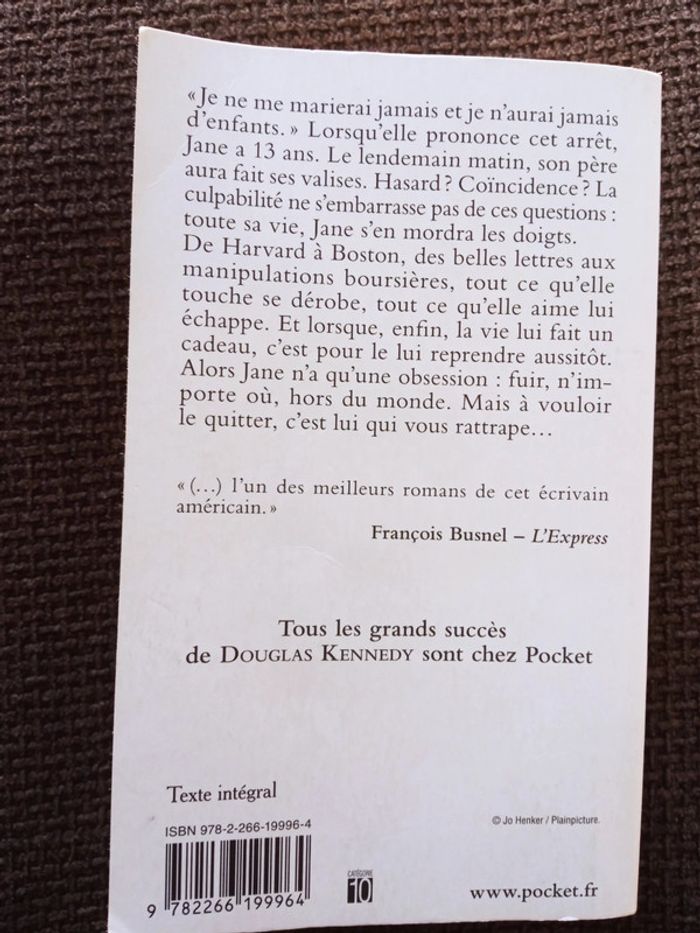 « Je ne me marierai jamais et je n'aurai jamais
d'enfants. » Lorsqu'elle prononce cet arrêt,
Jane a 13 ans. Le lendemain matin, son père
aura fait ses valises. Hasard ? Coïncidence ? La
culpabilité ne s'embarrasse pas de ces questions :
toute sa vie, Jane s'en mordra les doigts.
De Harvard à Boston, des belles lettres aux
manipulations boursières, tout ce qu'elle
touche se dérobe, tout ce qu'elle aime lui
échappe. Et lorsque, enfin, la vie lui fait un
cadeau, c'est pour le lui reprendre aussitôt.
Alors Jane n'a qu'une obsession : fuir, n'im-
porte où, hors du monde. Mais à vouloir
le quitter, c'est lui qui vous rattrape…
« (…) l'un des meilleurs romans de cet écrivain
américain. »
François Busnel – L'Express
Tous les grands succès
de DOUGLAS KENNEDY sont chez Pocket
Texte intégral
© Jo Henker / Plainpicture.
ISBN 978-2-266-19996-4
9 782266 199964
CATÉGORIE
10
www.pocket.fr